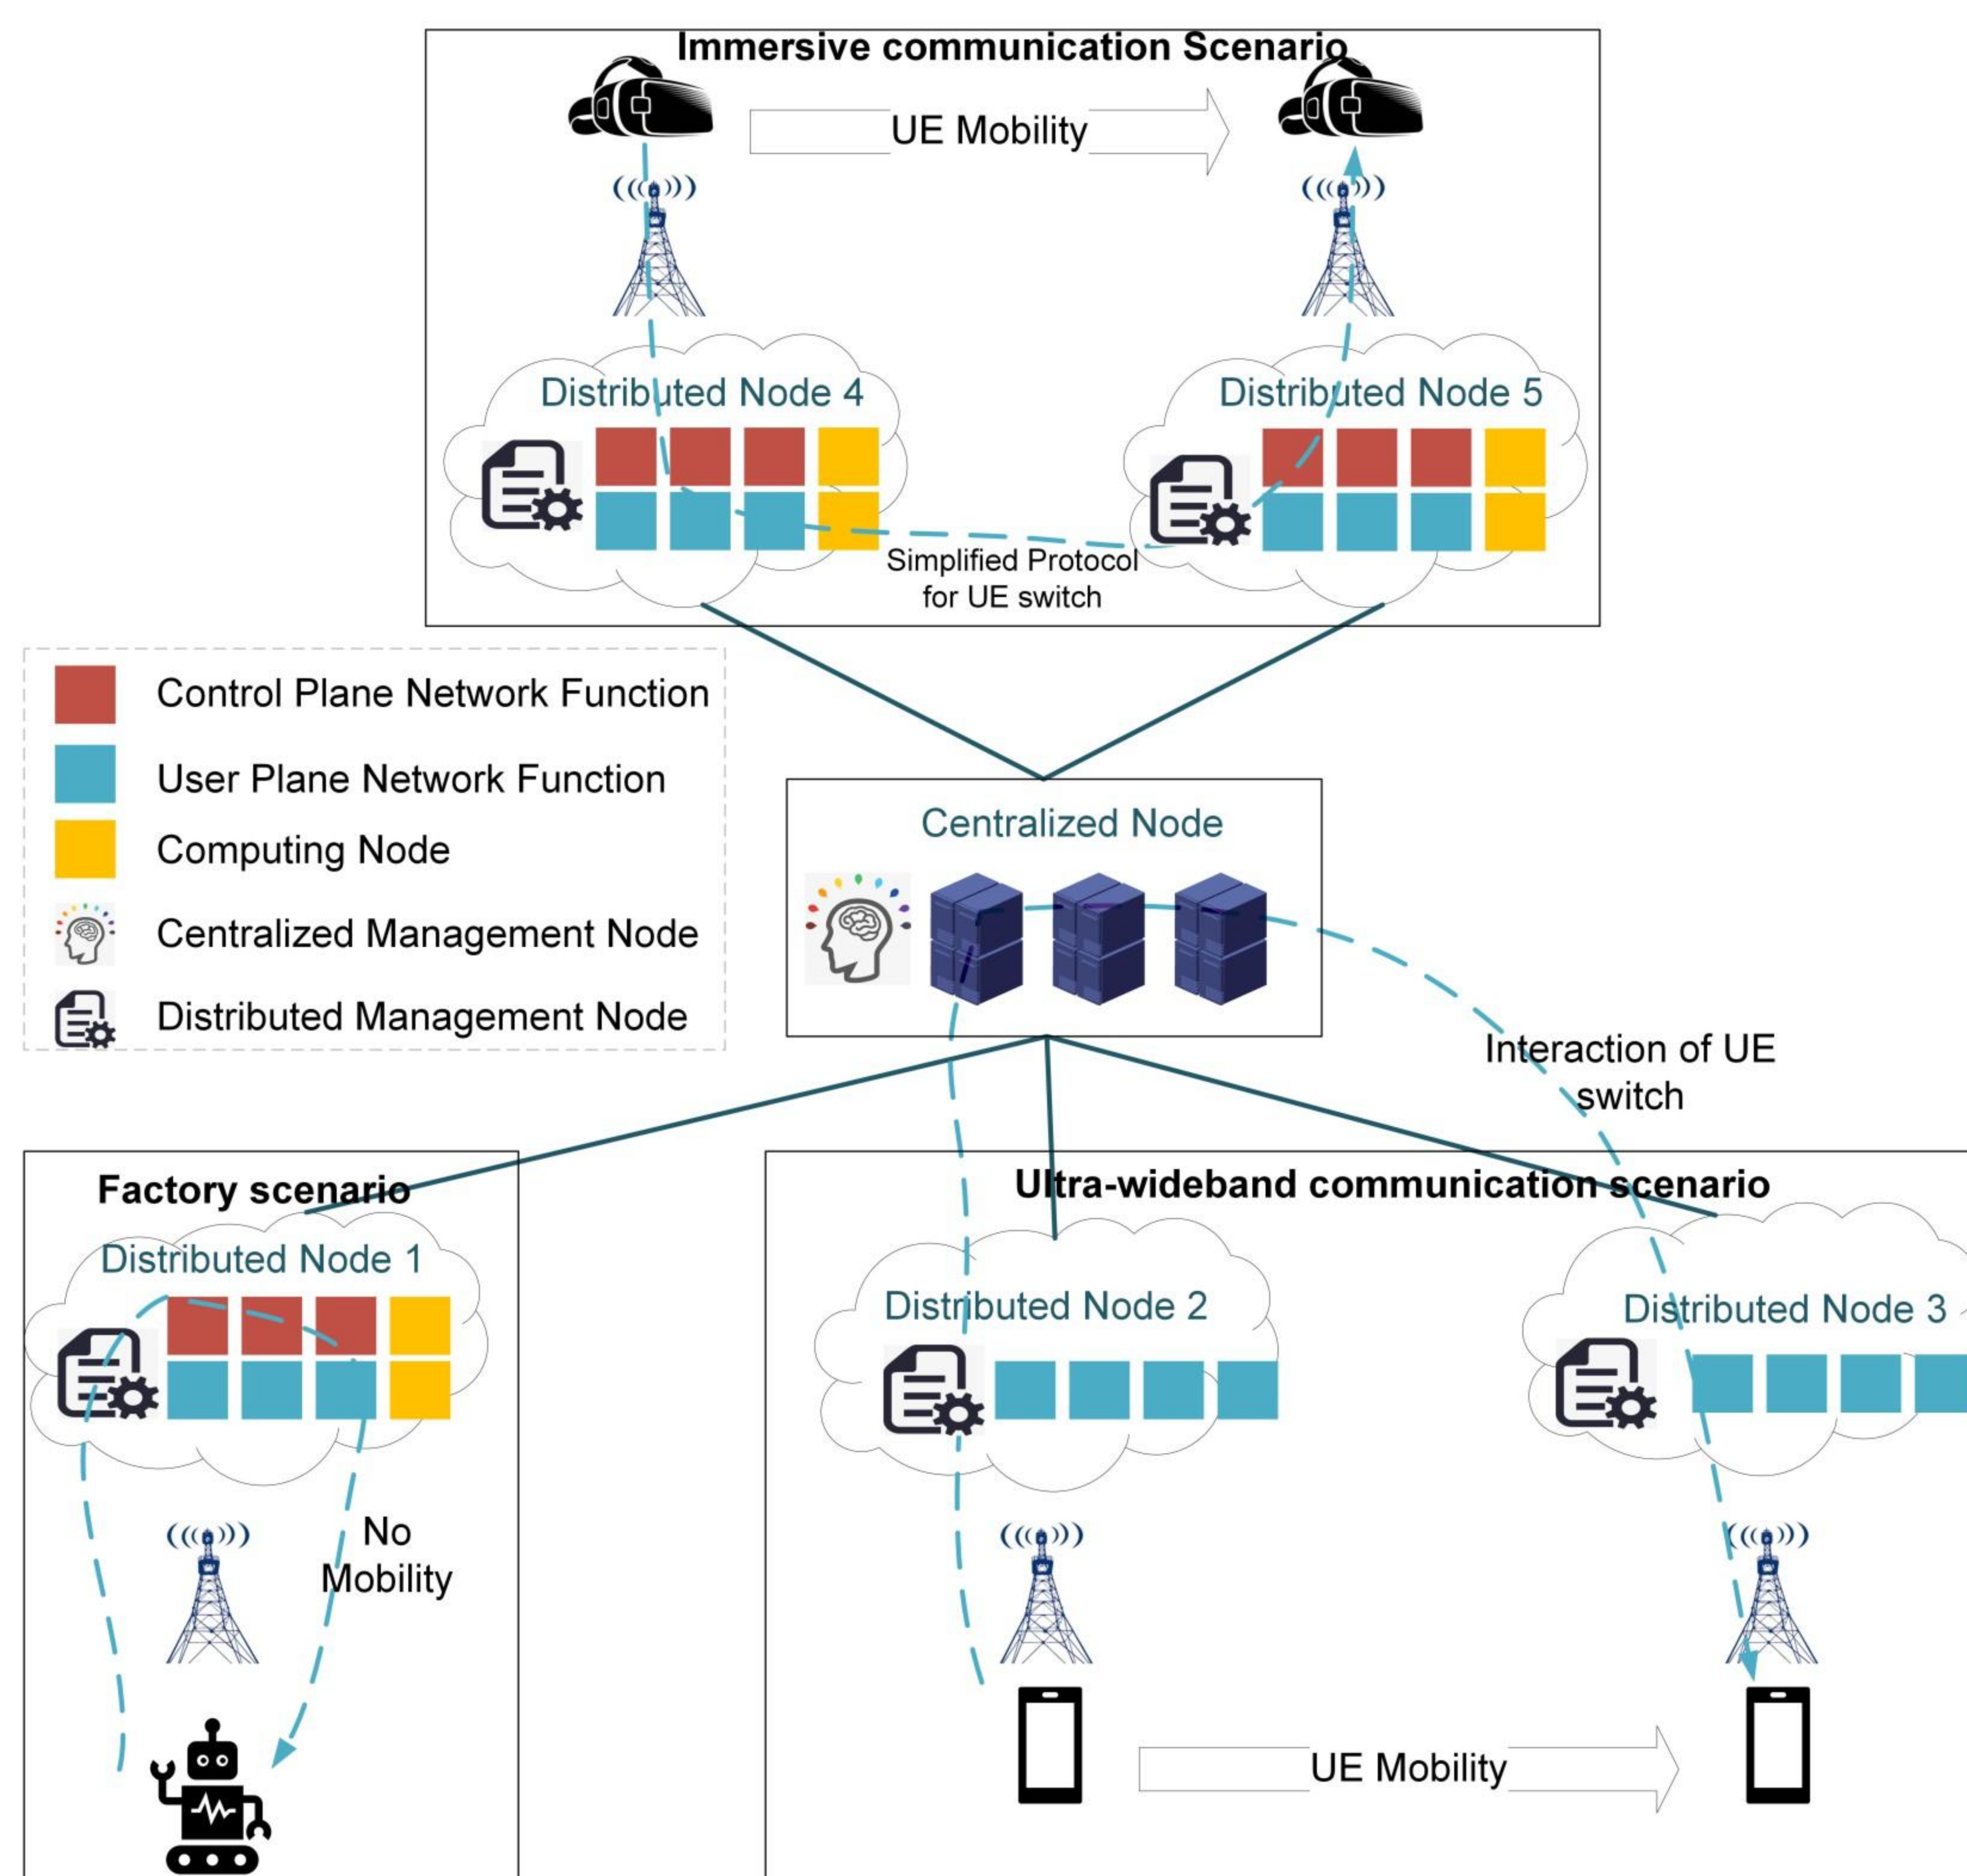 Immersive communication Scenario
UE Mobility
Distributed Node 4
Distributed Node 5
Simplified Protocol
for UE switch
Control Plane Network Function
User Plane Network Function
Computing Node
Centralized Management Node
Distributed Management Node
Centralized Node
Interaction of UE
switch
Factory scenario
Distributed Node 1
No
Mobility
Ultra-wideband communication scenario
Distributed Node 2
Distributed Node 3
UE Mobility